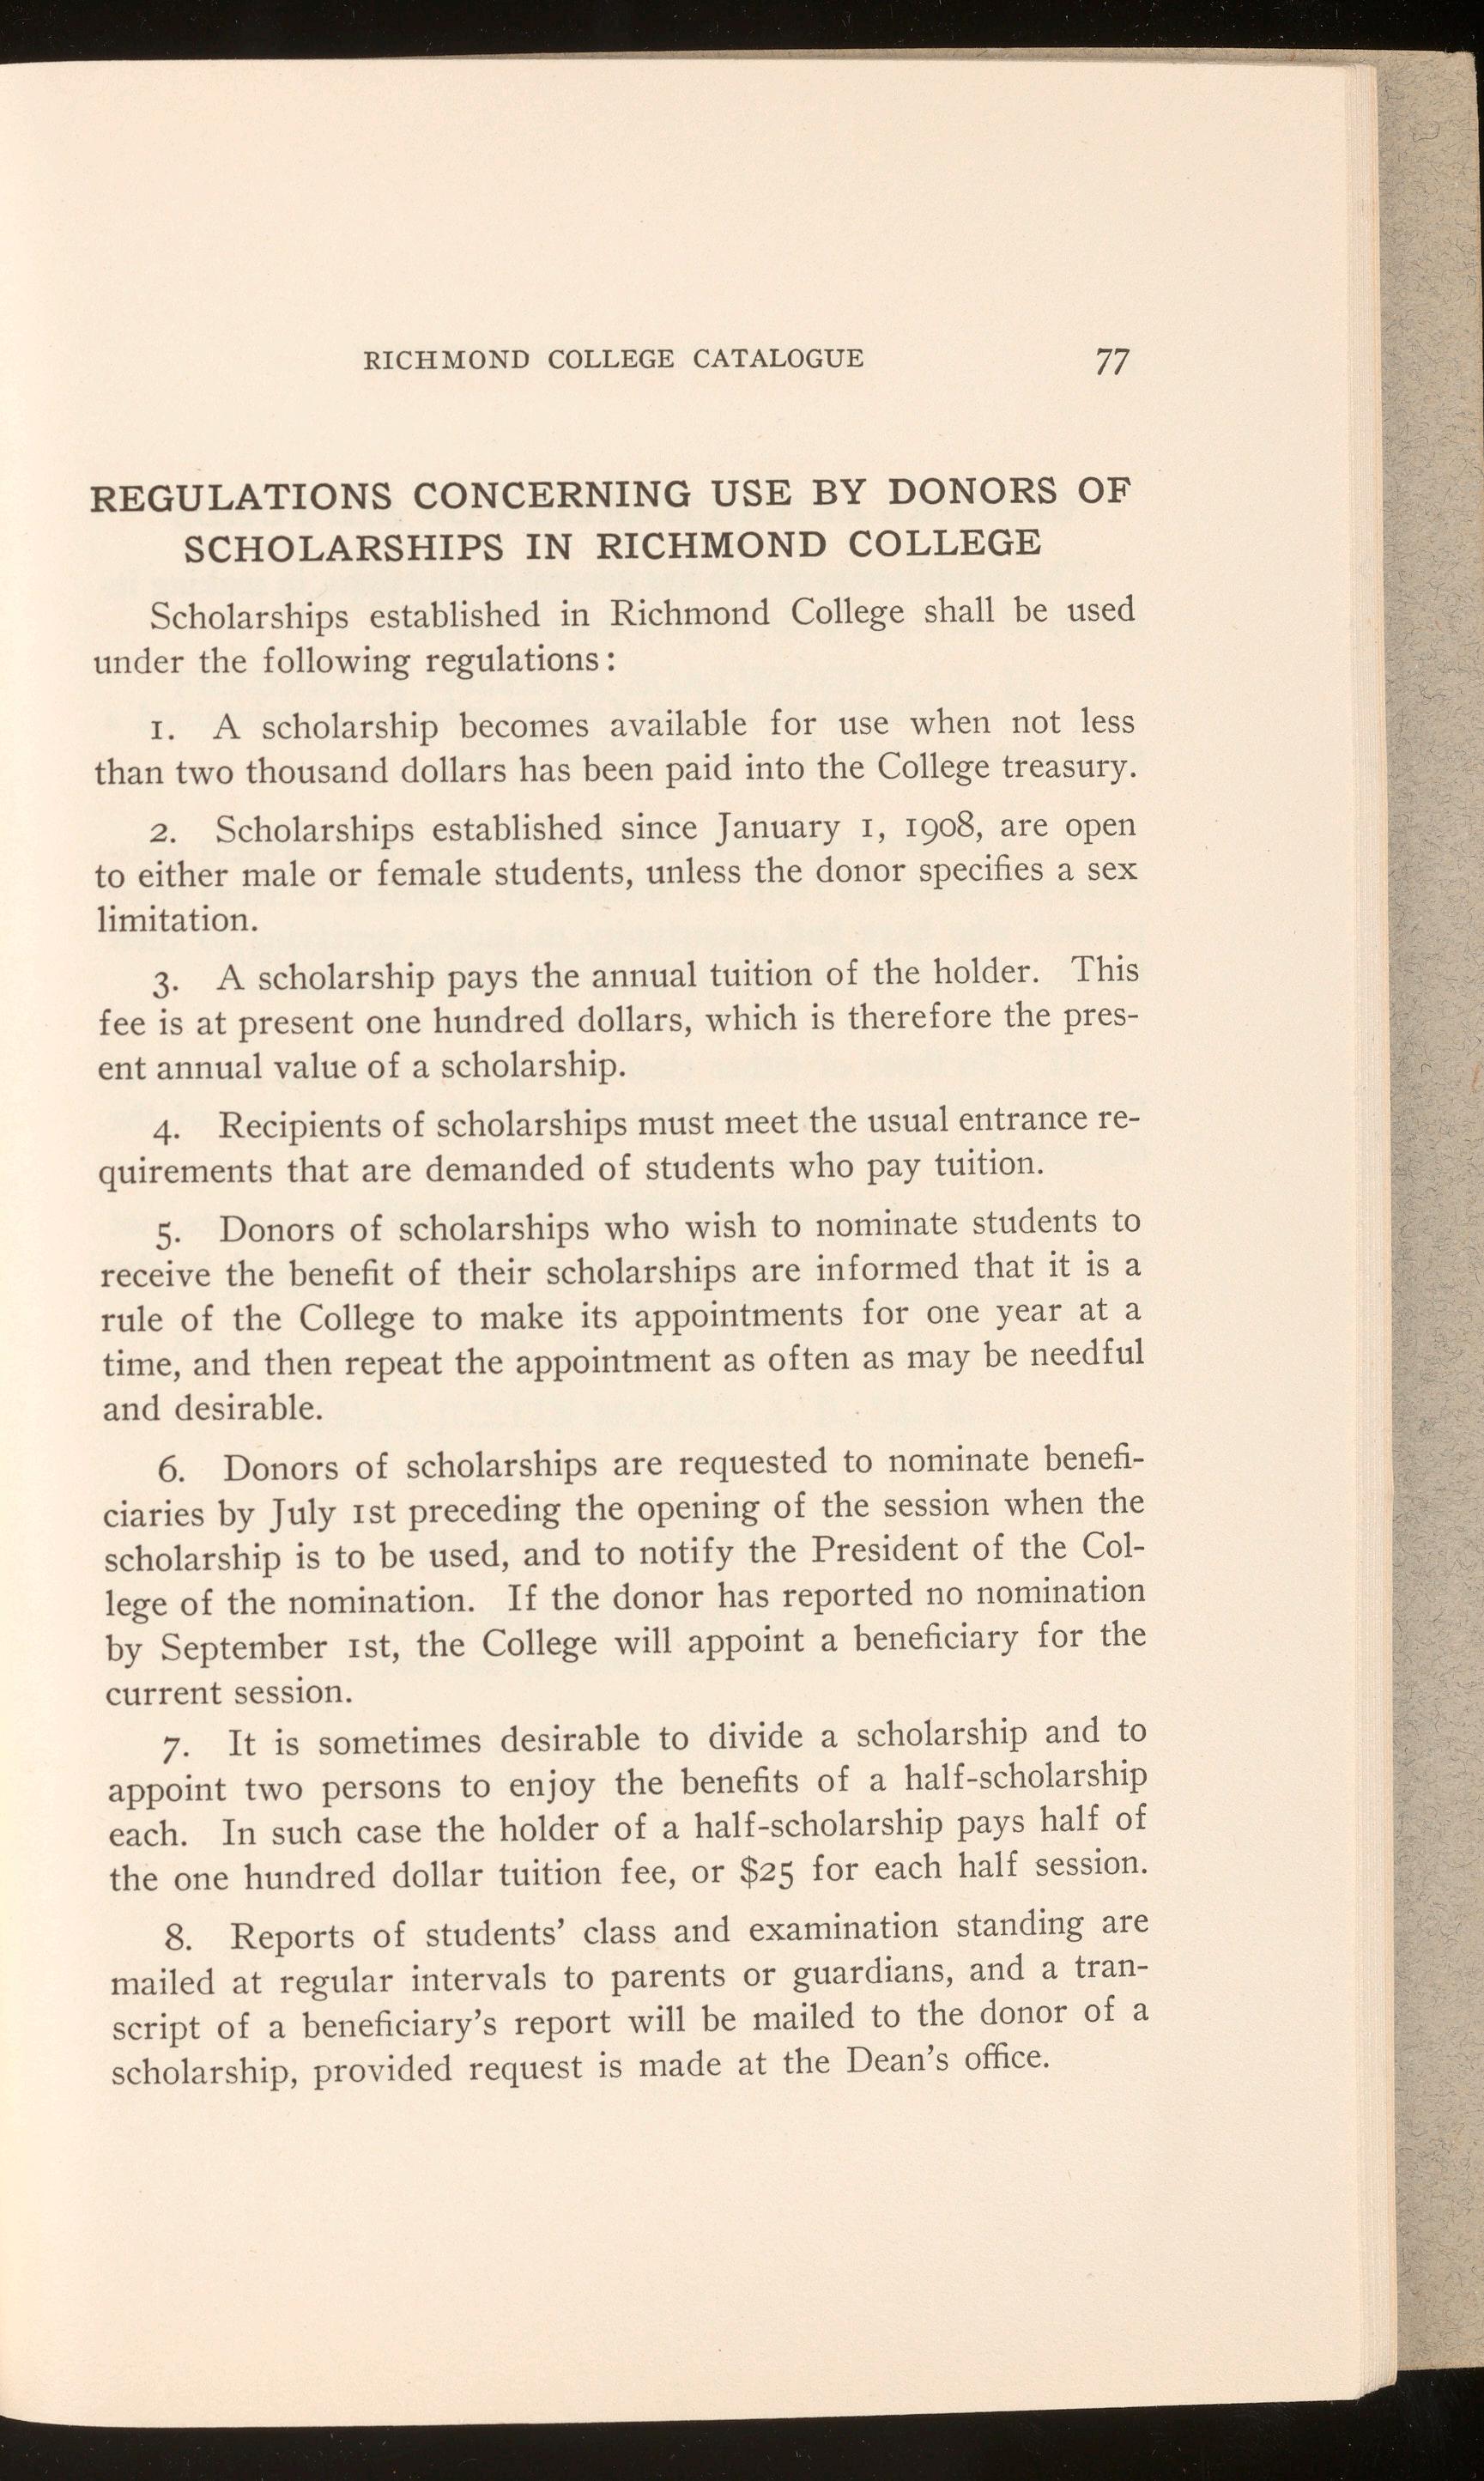 RICHMOND COLLEGE CATALOGUE 77
REGULATIONS CONCERNING USE BY DONORS OF
SCHOLARSHIPS IN RICHMOND COLLEGE
Scholarships established in Richmond College shall be used
under the following regulations:
1. A scholarship becomes available for use when not less
than two thousand dollars has been paid into the College treasury.
2. Scholarships established since January 1, 1908, are open
to either male or female students, unless the donor specifies a sex
limitation.
3. A scholarship pays the annual tuition of the holder. This
fee is at present one hundred dollars, which is therefore the pres-
ent annual value of a scholarship.
4. Recipients of scholarships must meet the usual entrance re-
quirements that are demanded of students who pay tuition.
5. Donors of scholarships who wish to nominate students to
receive the benefit of their scholarships are informed that it is a
rule of the College to make its appointments for one year at a
time, and then repeat the appointment as often as may be needful
and desirable.
6. Donors of scholarships are requested to nominate benefi-
ciaries by July 1st preceding the opening of the session when the
scholarship is to be used, and to notify the President of the Col-
lege of the nomination. If the donor has reported no nomination
by September 1st, the College will appoint a beneficiary for the
current session.
7. It is sometimes desirable to divide a scholarship and to
appoint two persons to enjoy the benefits of a half-scholarship
each. In such case the holder of a half-scholarship pays half of
the one hundred dollar tuition fee, or $25 for each half session.
8. Reports of students' class and examination standing are
mailed at regular intervals to parents or guardians, and a tran-
script of a beneficiary's report will be mailed to the donor of a
scholarship, provided request is made at the Dean's office.